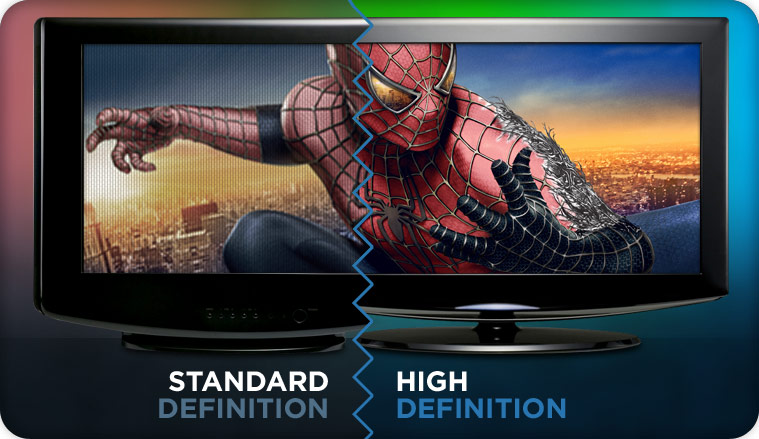 STANDARD
DEFINITION
HIGH
DEFINITION